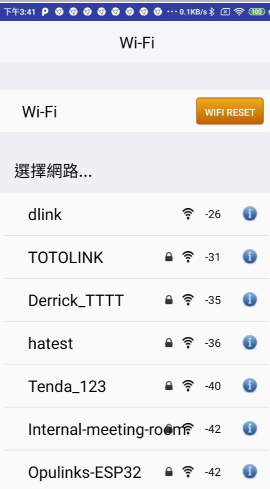 下午3:41 ··· 0.1KB/s 100
Wi-Fi
Wi-Fi WIFI RESET
選擇網路...
dlink -26
TOTOLINK -31
Derrick_TTTT -35
hatest -36
Tenda_123 -40
Internal-meeting-room -42
Opulinks-ESP32 -42